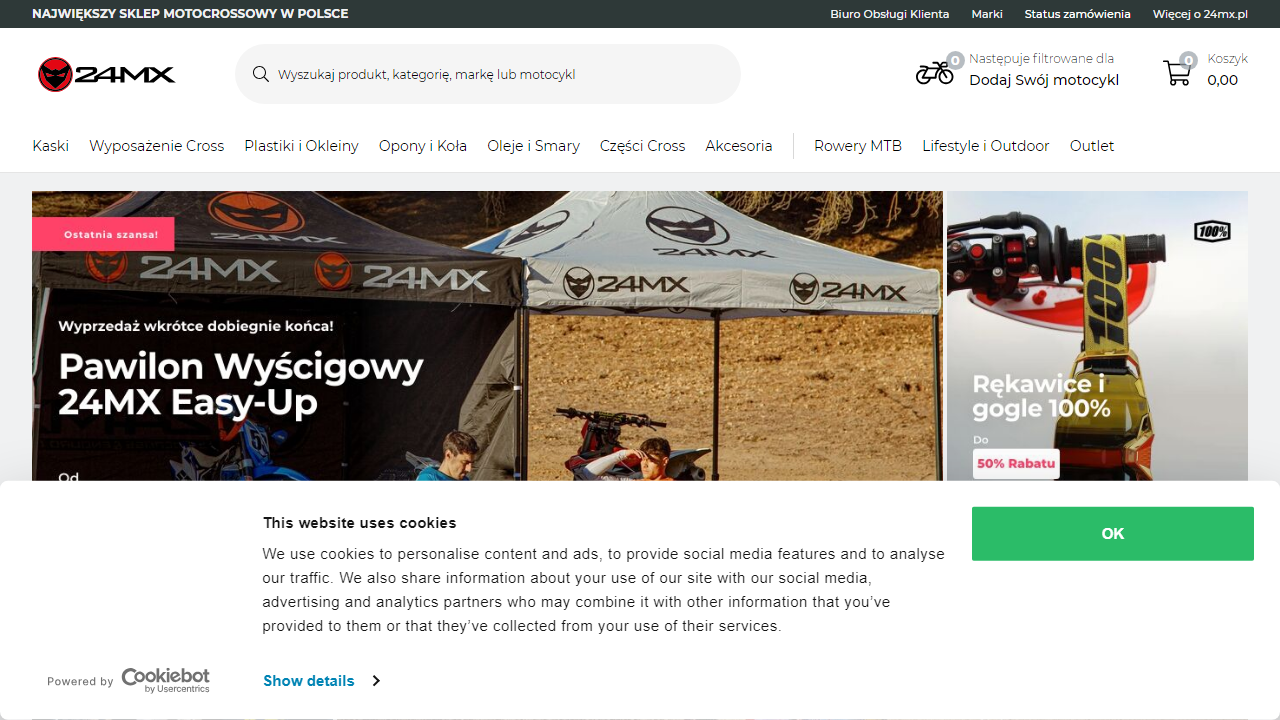 NAJWIĘKSZY SKLEP MOTOCROSSOWY W POLSCE
Biuro Obsługi Klienta
Marki
Status zamówienia
Więcej o 24mx.pl
24MX
Wyszukaj produkt, kategorię, markę lub motocykl
0
Następuje filtrowane dla
Dodaj Swój motocykl
0
Koszyk
0,00
Kaski
Wyposażenie Cross
Plastiki i Okleiny
Opony i Koła
Oleje i Smary
Części Cross
Akcesoria
Rowery MTB
Lifestyle i Outdoor
Outlet
Ostatnia szansa!
24MX
24MX
24MX
24MX
24MX
24MX
Wyprzedaż wkrótce dobiegnie końca!
Pawilon Wyścigowy
24MX Easy-Up
Od
100%
100
Rękawice i
gogle 100%
Do
50% Rabatu
This website uses cookies
We use cookies to personalise content and ads, to provide social media features and to analyse
our traffic. We also share information about your use of our site with our social media,
advertising and analytics partners who may combine it with other information that you've
provided to them or that they've collected from your use of their services.
OK
Powered by
Cookiebot
by Usercentrics
Show details